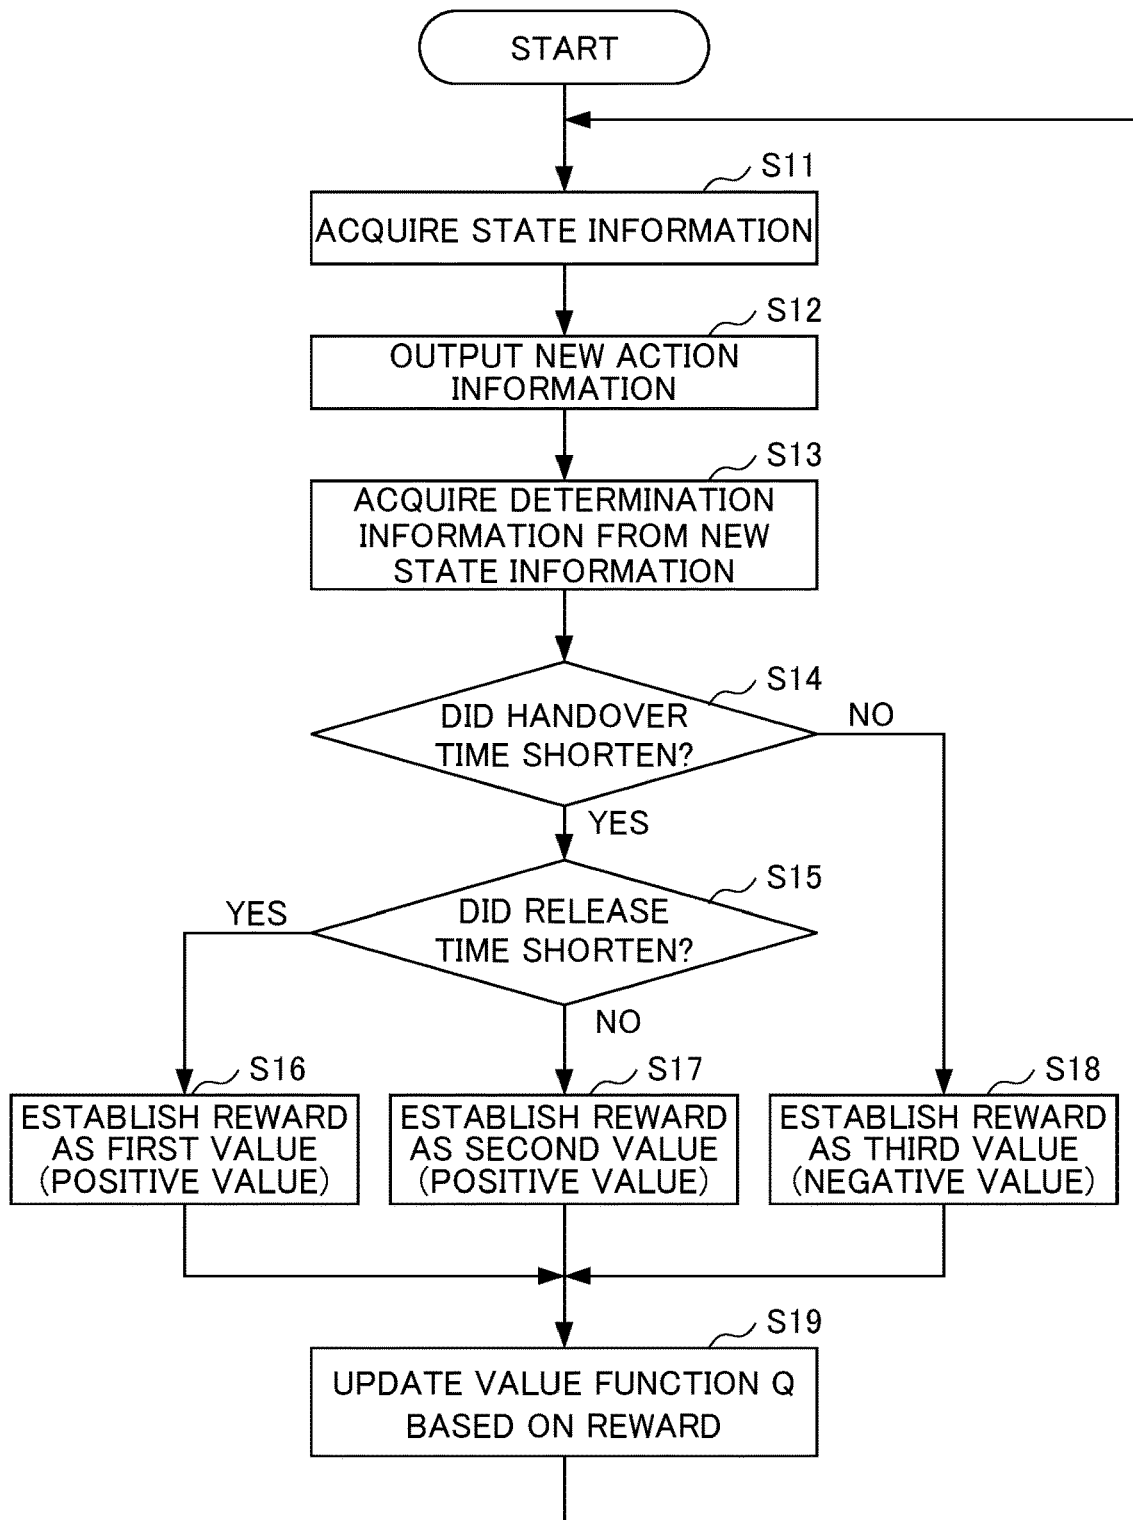 START
S11
ACQUIRE STATE INFORMATION
S12
OUTPUT NEW ACTION
INFORMATION
S13
ACQUIRE DETERMINATION
INFORMATION FROM NEW
STATE INFORMATION
S14
DID HANDOVER
TIME SHORTEN?
NO
YES
S15
DID RELEASE
TIME SHORTEN?
YES
NO
S16
ESTABLISH REWARD
AS FIRST VALUE
(POSITIVE VALUE)
S17
ESTABLISH REWARD
AS SECOND VALUE
(POSITIVE VALUE)
S18
ESTABLISH REWARD
AS THIRD VALUE
(NEGATIVE VALUE)
S19
UPDATE VALUE FUNCTION Q
BASED ON REWARD